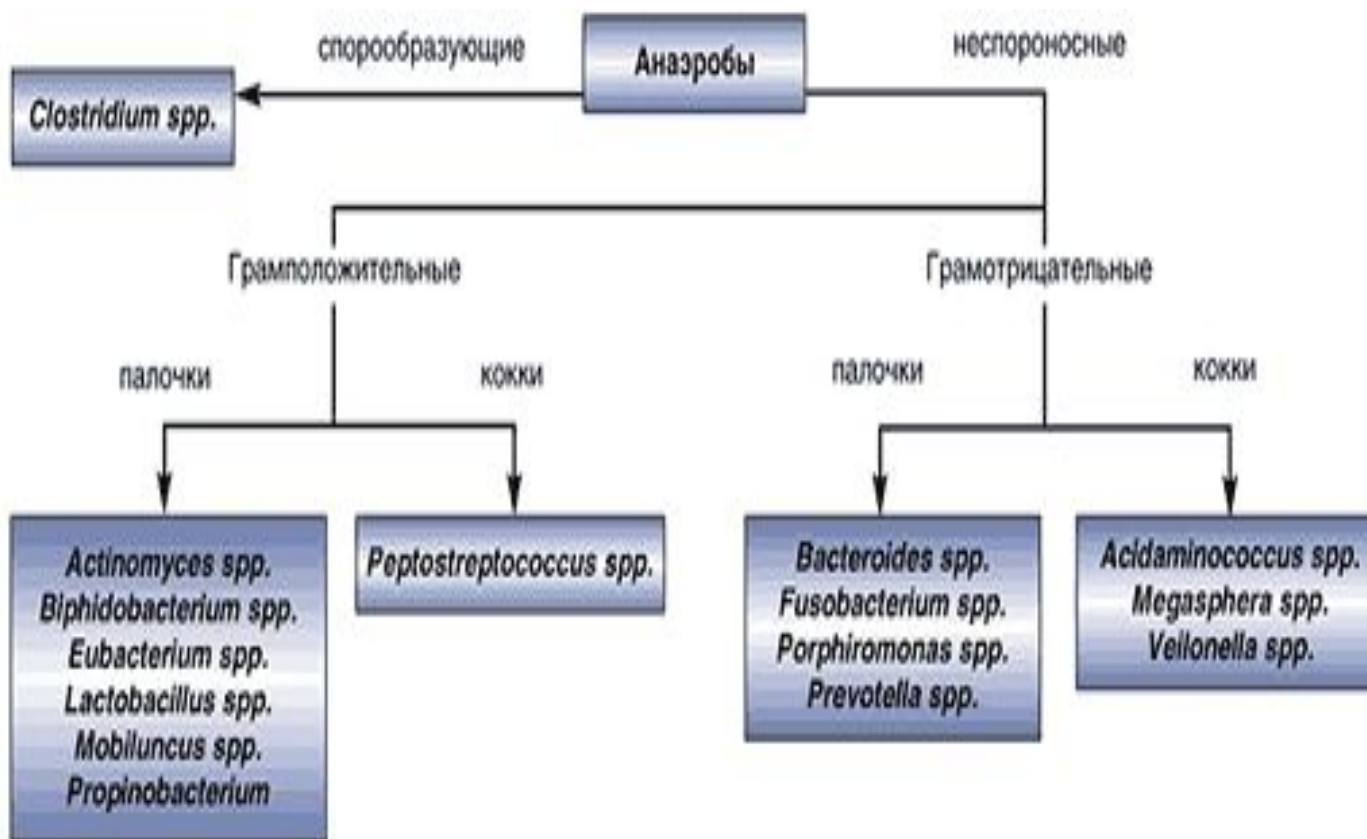 спорообразующие
Анаэробы
неспороносные
Clostridium spp.
Грамположительные
Грамотрицательные
палочки
кокки
палочки
кокки
Actinomyces spp.
Biphidobacterium spp.
Eubacterium spp.
Lactobacillus spp.
Mobiluncus spp.
Propinobacterium
Peptostreptococcus spp.
Bacteroides spp.
Fusobacterium spp.
Porphiromonas spp.
Prevotella spp.
Acidaminococcus spp.
Megasphera spp.
Veilonella spp.